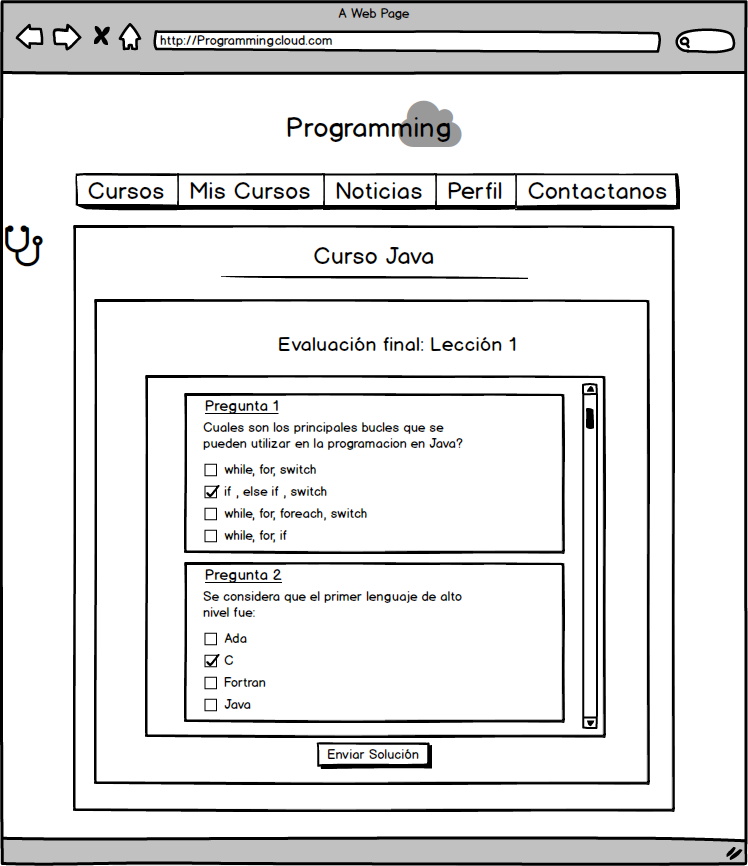 A Web Page
http://Programmingcloud.com
Programming
Cursos Mis Cursos Noticias Perfil Contactanos
Curso Java
Evaluación final: Lección 1
Pregunta 1
Cuales son los principales bucles que se
pueden utilizar en la programacion en Java?
while, for, switch
if , else if , switch
while, for, foreach, switch
while, for, if
Pregunta 2
Se considera que el primer lenguaje de alto
nivel fue:
Ada
C
Fortran
Java
Enviar Solución